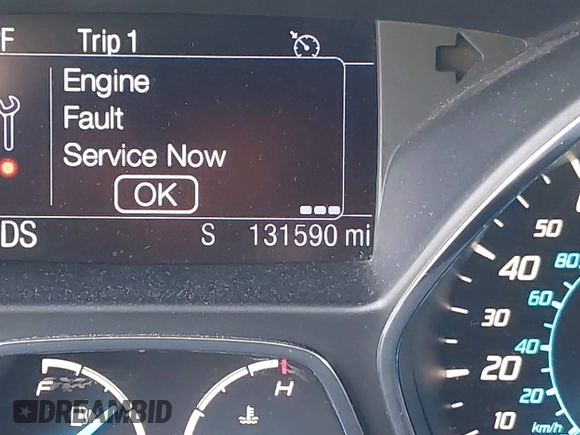 F Trip 1
Engine
Fault
Service Now
OK
DS S 131590 mi
50
40
30
20
10
80
60
40
20
km/h
F H
DREAMBID